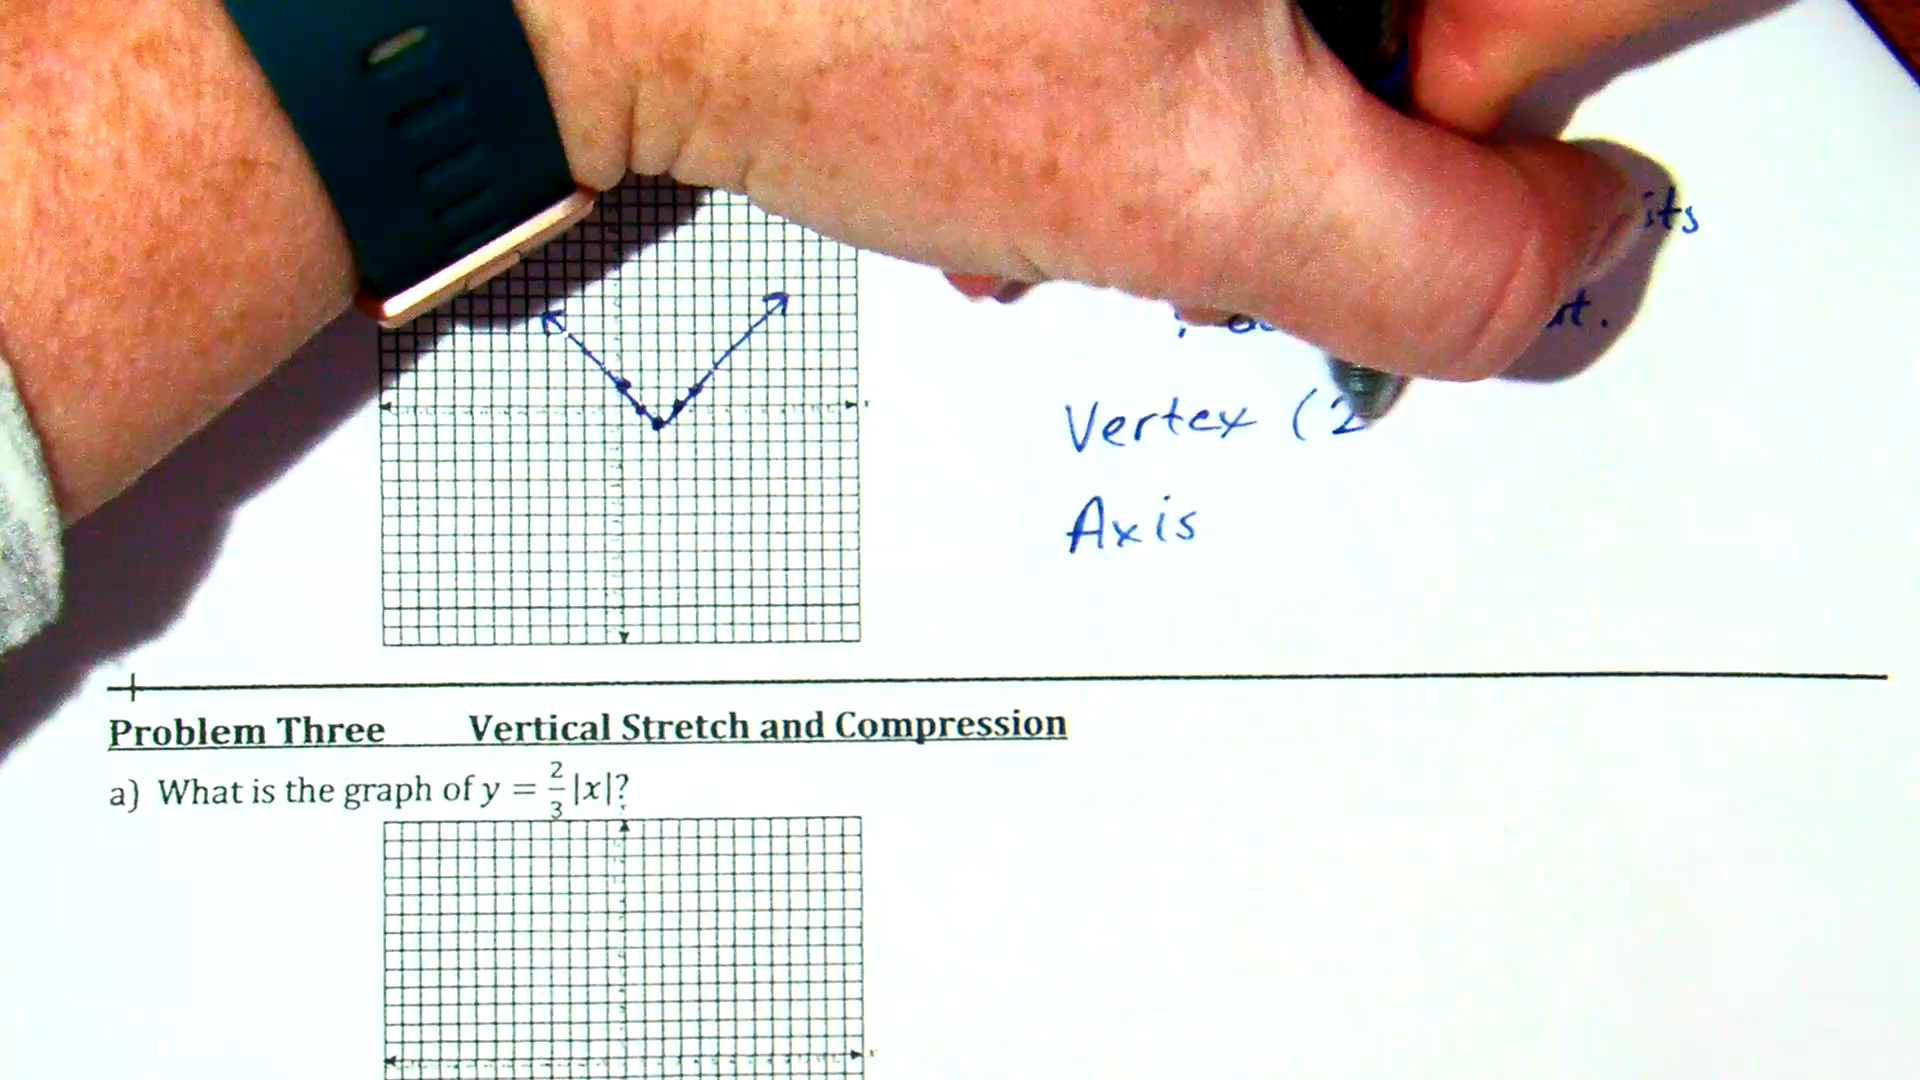 its
Vertex (2
Axis
Problem Three Vertical Stretch and Compression
a) What is the graph of y = 2/3 |x|?